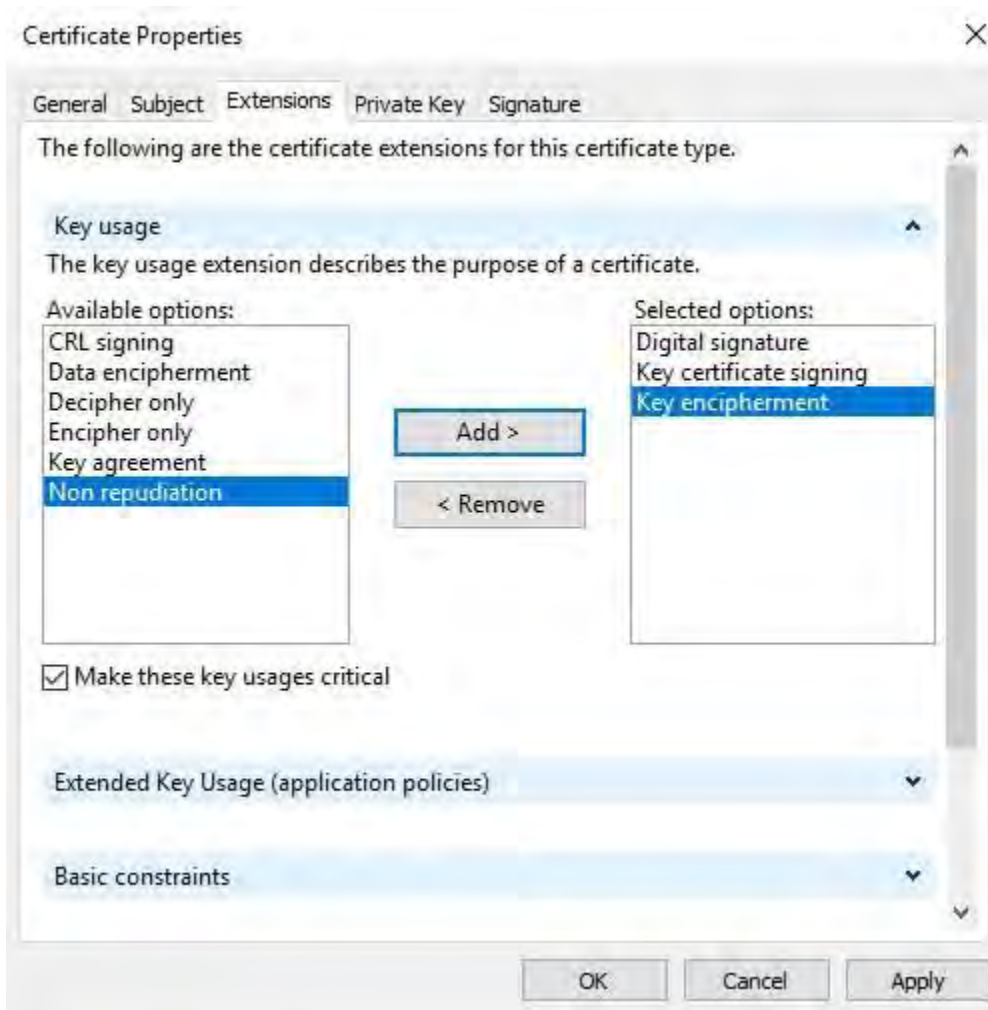 Certificate Properties
General Subject Extensions Private Key Signature
The following are the certificate extensions for this certificate type.
Key usage
The key usage extension describes the purpose of a certificate.
Available options:
CRL signing
Data encipherment
Decipher only
Encipher only
Key agreement
Non repudiation
Add >
< Remove
Selected options:
Digital signature
Key certificate signing
Key encipherment
Make these key usages critical
Extended Key Usage (application policies)
Basic constraints
OK Cancel Apply